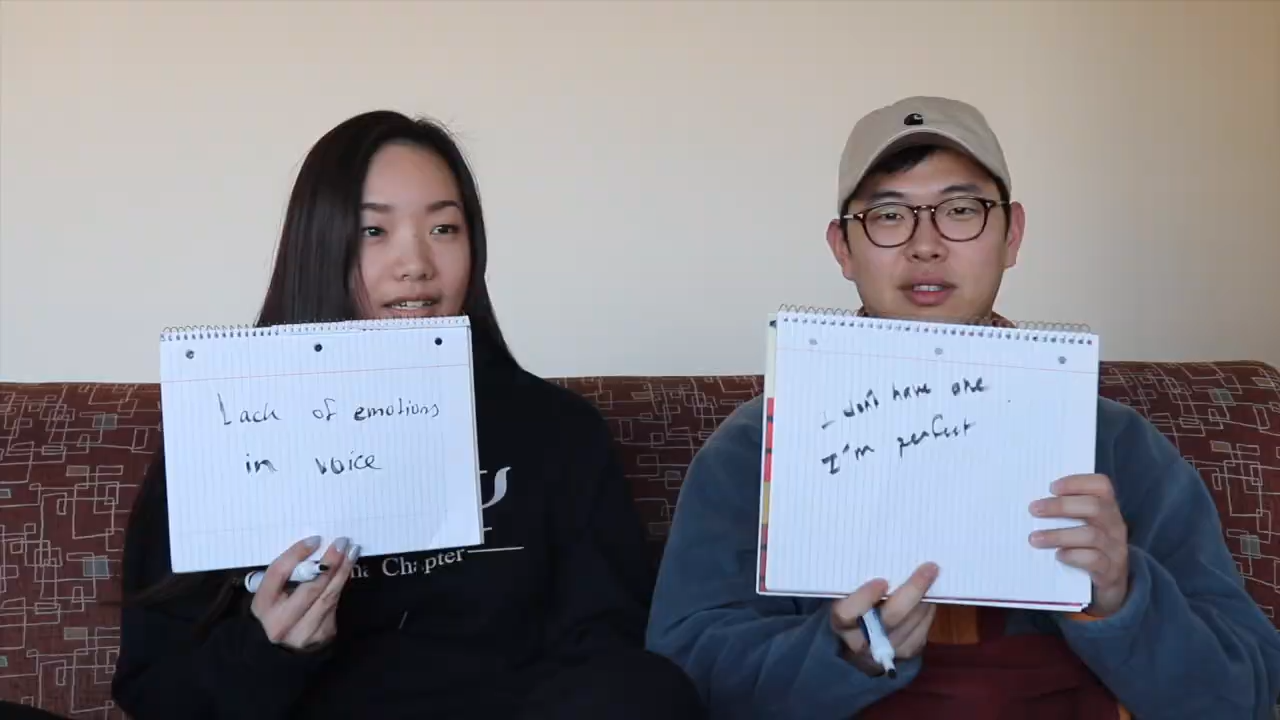 Lack of emotions
in voice
I don't have one
I'm perfect
Chapter